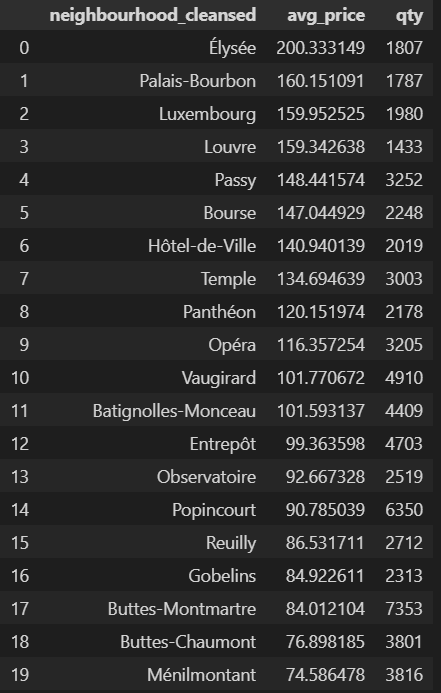 neighbourhood_cleansed avg_price qty
0 Élysée 200.333149 1807
1 Palais-Bourbon 160.151091 1787
2 Luxembourg 159.952525 1980
3 Louvre 159.342638 1433
4 Passy 148.441574 3252
5 Bourse 147.044929 2248
6 Hôtel-de-Ville 140.940139 2019
7 Temple 134.694639 3003
8 Panthéon 120.151974 2178
9 Opéra 116.357254 3205
10 Vaugirard 101.770672 4910
11 Batignolles-Monceau 101.593137 4409
12 Entrepôt 99.363598 4703
13 Observatoire 92.667328 2519
14 Popincourt 90.785039 6350
15 Reuilly 86.531711 2712
16 Gobelins 84.922611 2313
17 Buttes-Montmartre 84.012104 7353
18 Buttes-Chaumont 76.898185 3801
19 Ménilmontant 74.586478 3816